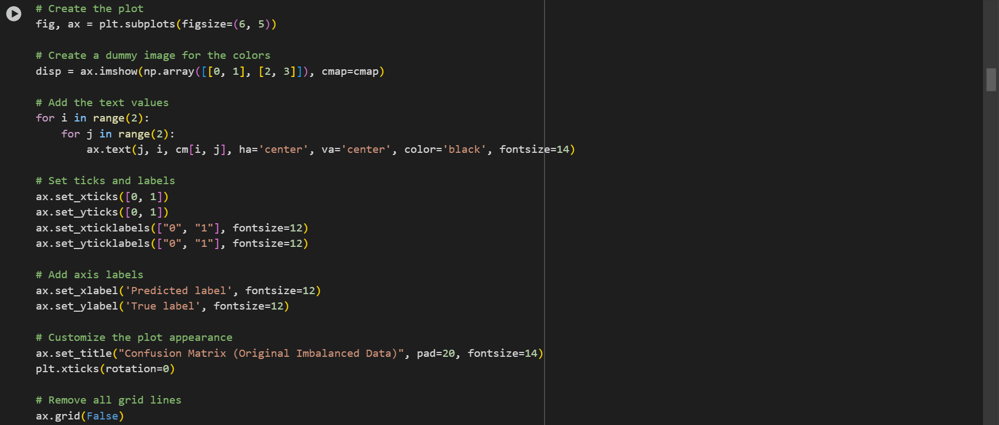 # Create the plot
fig, ax = plt.subplots(figsize=(6, 5))

# Create a dummy image for the colors
disp = ax.imshow(np.array([[0, 1], [2, 3]]), cmap=cmap)

# Add the text values
for i in range(2):
    for j in range(2):
        ax.text(j, i, cm[i, j], ha='center', va='center', color='black', fontsize=14)

# Set ticks and labels
ax.set_xticks([0, 1])
ax.set_yticks([0, 1])
ax.set_xticklabels(["0", "1"], fontsize=12)
ax.set_yticklabels(["0", "1"], fontsize=12)

# Add axis labels
ax.set_xlabel('Predicted label', fontsize=12)
ax.set_ylabel('True label', fontsize=12)

# Customize the plot appearance
ax.set_title("Confusion Matrix (Original Imbalanced Data)", pad=20, fontsize=14)
plt.xticks(rotation=0)

# Remove all grid lines
ax.grid(False)